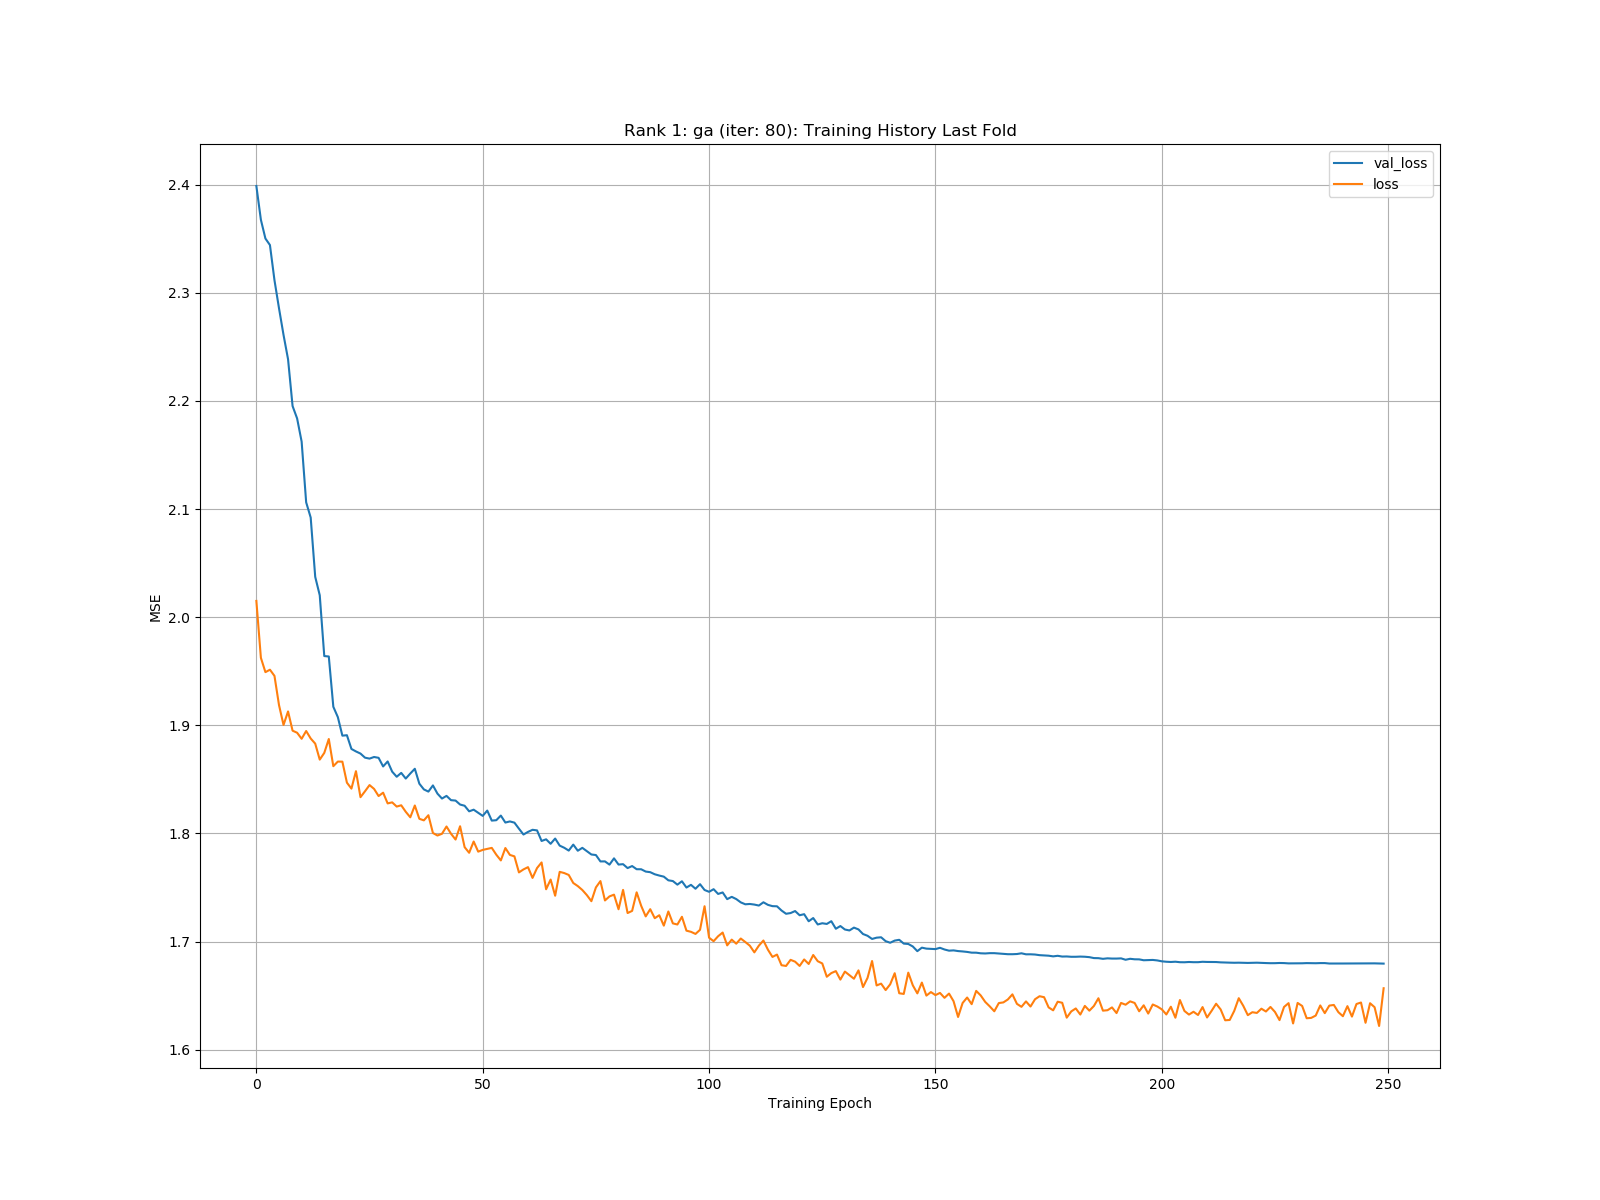 Rank 1: ga (iter: 80): Training History Last Fold
val_loss
loss
2.4
2.3
2.2
2.1
2.0
1.9
1.8
1.7
1.6
MSE
0 50 100 150 200 250
Training Epoch